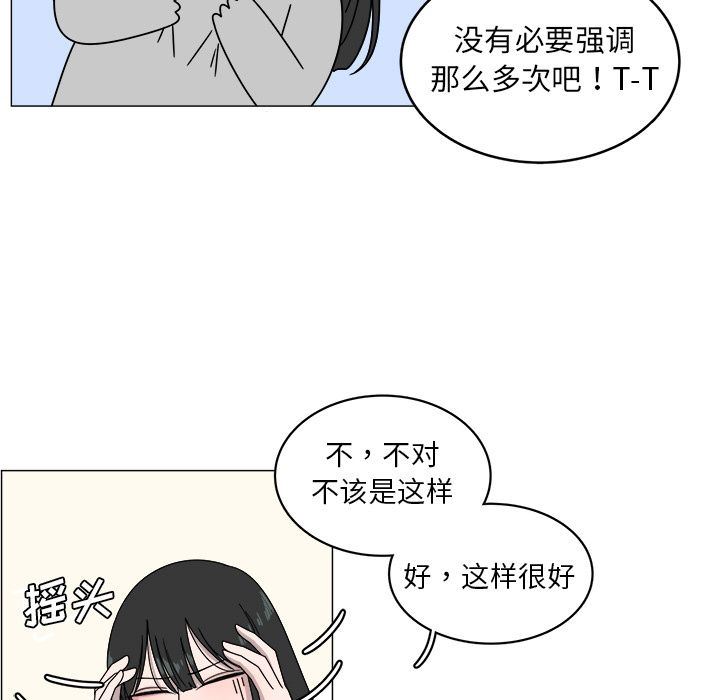 没有必要强调
那么多次吧！T-T
不，不对
不该是这样
好，这样很好
摇头